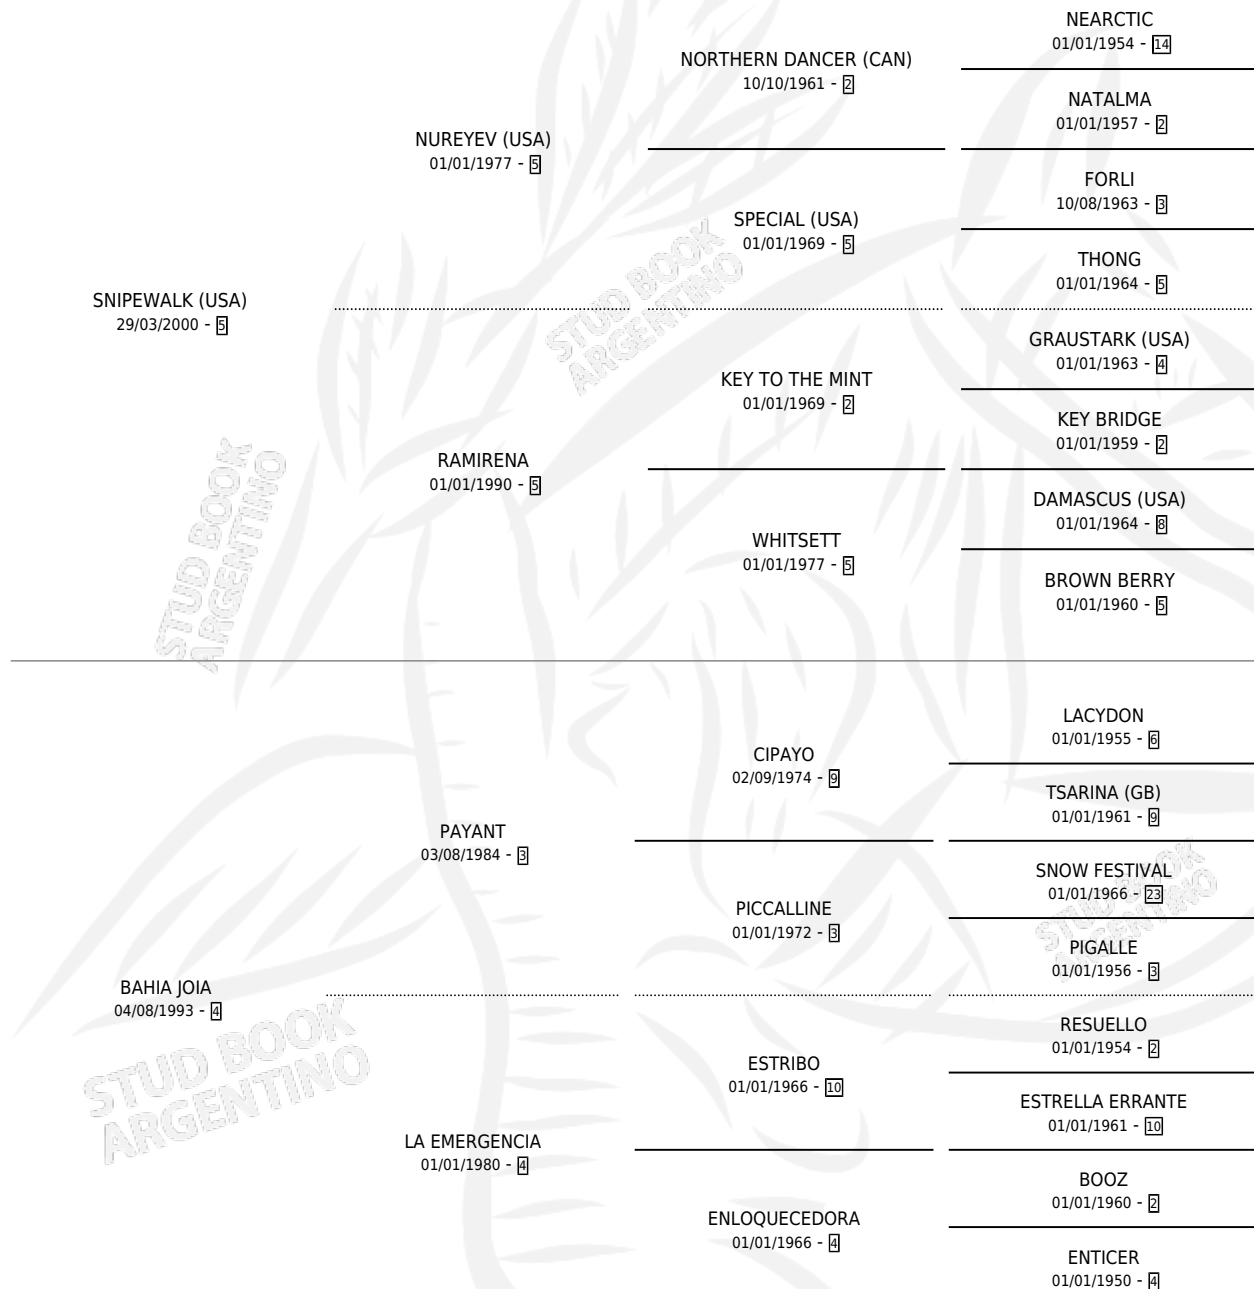 NEARCTIC
01/01/1954 - 14
NORTHERN DANCER (CAN)
10/10/1961 - 2
NATALMA
01/01/1957 - 2
NUREYEV (USA)
01/01/1977 - 5
FORLI
10/08/1963 - 3
SPECIAL (USA)
01/01/1969 - 5
THONG
01/01/1964 - 5
SNIPEWALK (USA)
29/03/2000 - 5
STUD BOOK
ARGENTINO
GRAUSTARK (USA)
01/01/1963 - 4
KEY TO THE MINT
01/01/1969 - 2
KEY BRIDGE
01/01/1959 - 2
RAMIRENA
01/01/1990 - 5
DAMASCUS (USA)
01/01/1964 - 8
WHITSETT
01/01/1977 - 5
BROWN BERRY
01/01/1960 - 5
STUD BOOK
ARGENTINO
LACYDON
01/01/1955 - 6
CIPAYO
02/09/1974 - 9
TSARINA (GB)
01/01/1961 - 9
PAYANT
03/08/1984 - 3
SNOW FESTIVAL
01/01/1966 - 23
PICCALLINE
01/01/1972 - 3
PIGALLE
01/01/1956 - 3
STUD BOOK
ARGENTINO
BAHIA JOIA
04/08/1993 - 4
RESUELLO
01/01/1954 - 2
ESTRIBO
01/01/1966 - 10
ESTRELLA ERRANTE
01/01/1961 - 10
STUD BOOK
ARGENTINO
LA EMERGENCIA
01/01/1980 - 4
BOOZ
01/01/1960 - 2
ENLOQUECEDORA
01/01/1966 - 4
ENTICER
01/01/1950 - 4